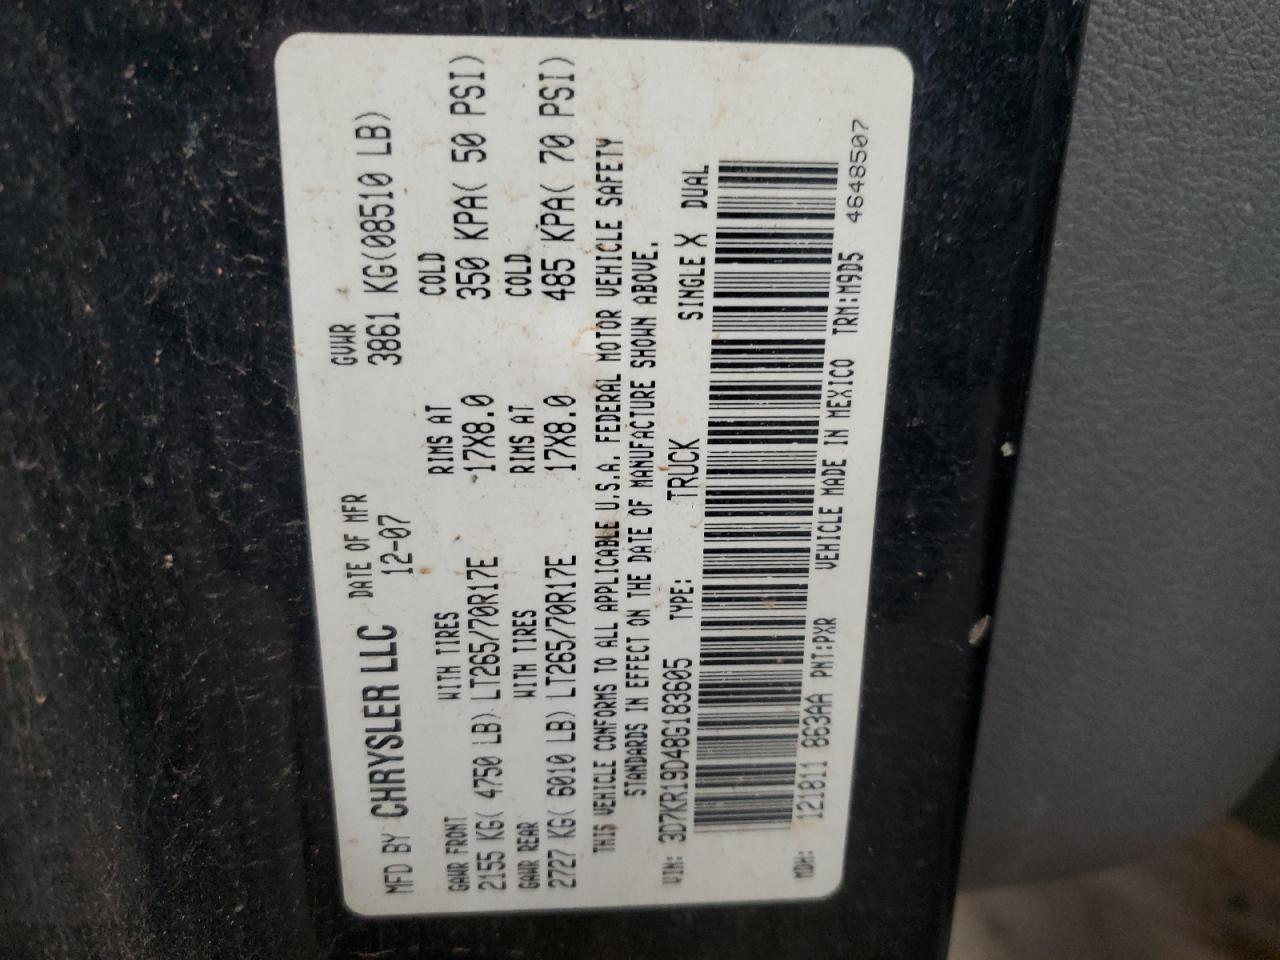 MFD BY CHRYSLER LLC DATE OF MFR GVWR
12-07 3861 KG(08510 LB)
GAWR FRONT WITH TIRES RIMS AT COLD
2155 KG( 4750 LB) LT265/70R17E 17X8.0 350 KPA( 50 PSI)
GAWR REAR WITH TIRES RIMS AT COLD
2727 KG( 6010 LB) LT265/70R17E 17X8.0 485 KPA( 70 PSI)
THIS VEHICLE CONFORMS TO ALL APPLICABLE U.S.A. FEDERAL MOTOR VEHICLE SAFETY
STANDARDS IN EFFECT ON THE DATE OF MANUFACTURE SHOWN ABOVE.
VIN: 3D7KR19D48G183605 TYPE: TRUCK SINGLE X DUAL
MDH: 121811 863AA PNT:PXR VEHICLE MADE IN MEXICO TRM:M9D5
4648507